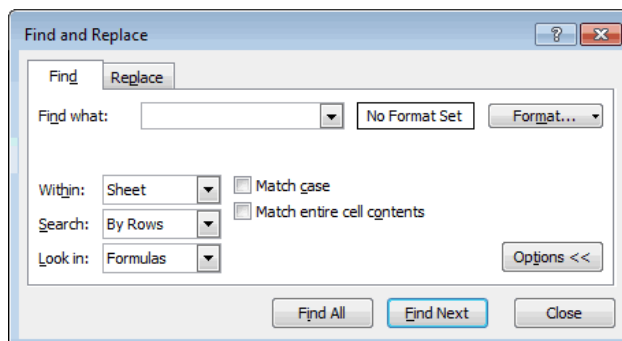 Find and Replace
Find Replace
Find what: No Format Set Format...
Within: Sheet Match case
Search: By Rows Match entire cell contents
Look in: Formulas Options <<
Find All Find Next Close